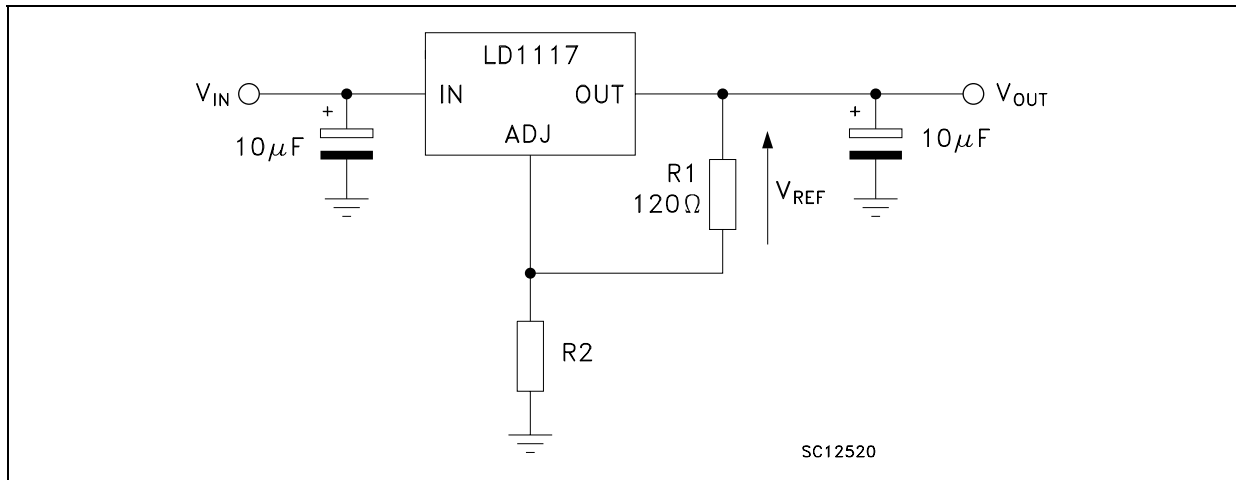 LD1117
V_IN
IN
OUT
V_OUT
+
10μF
ADJ
+
10μF
R1
120Ω
V_REF
R2
SC12520